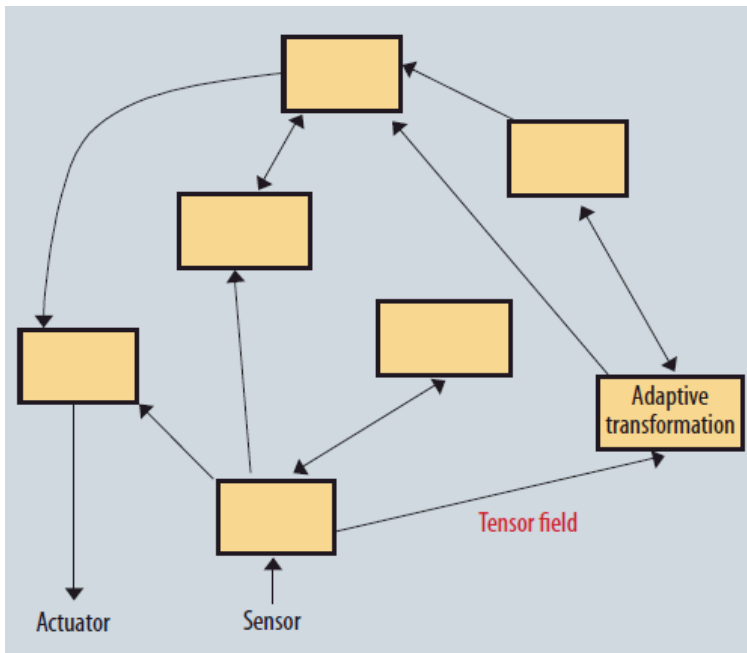 Adaptive
transformation
Tensor field
Actuator
Sensor